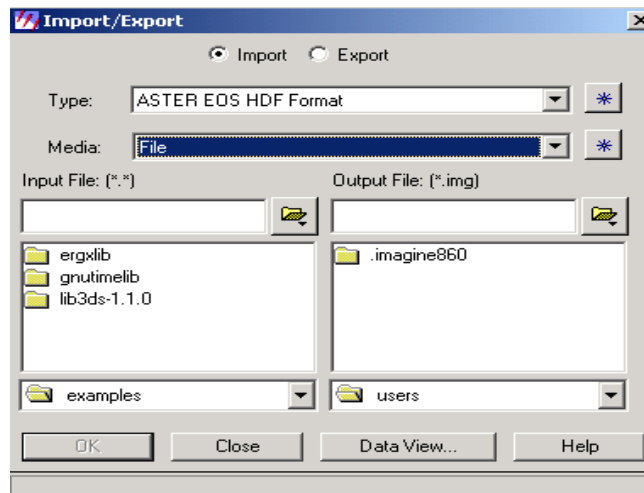 Import/Export
Import Export
Type: ASTER EOS HDF Format
Media: File
Input File: (*.*) Output File: (*.img)
ergxlib .imagine860
gnutimelib
lib3ds-1.1.0
examples users
OK Close Data View... Help